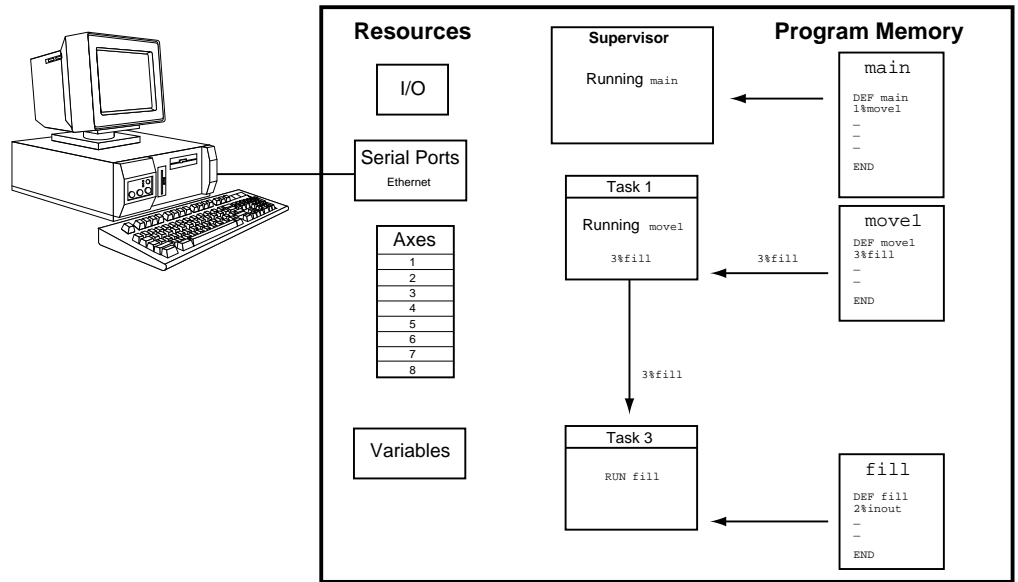 Resources
I/O
Serial Ports
Ethernet
Axes
1
2
3
4
5
6
7
8
Variables
Supervisor
Running main
Task 1
Running move1
3%fill
3%fill
Task 3
RUN fill
Program Memory
main
DEF main
1%move1
–
–
–
END
move1
DEF move1
3%fill
–
–
END
3%fill
fill
DEF fill
2%inout
–
–
END